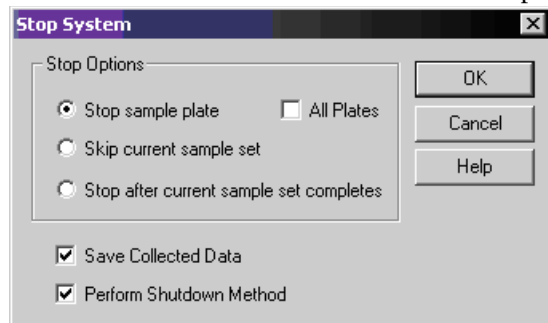 Stop System
Stop Options
Stop sample plate
All Plates
Skip current sample set
Stop after current sample set completes
Save Collected Data
Perform Shutdown Method
OK
Cancel
Help